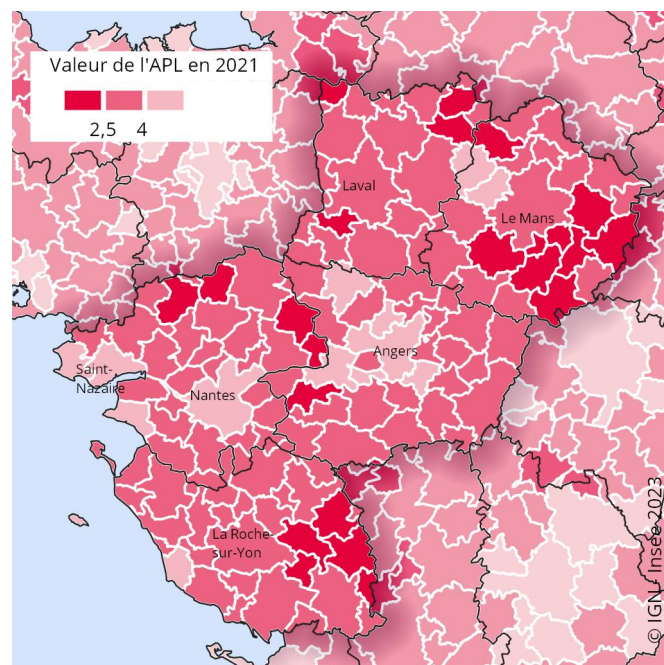 Valeur de l'APL en 2021
2,5 4
Laval
Le Mans
Angers
Saint-
Nazaire
Nantes
La Roche-
sur-Yon
© IGN - Insee 2023